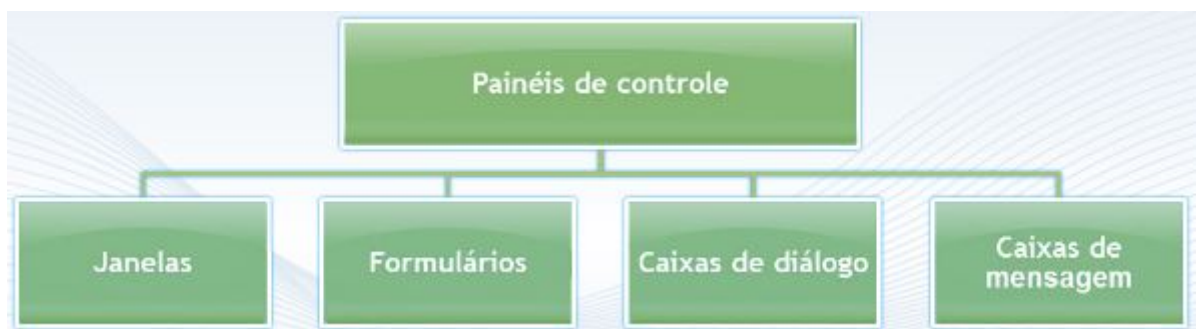 Painéis de controle
Janelas
Formulários
Caixas de diálogo
Caixas de
mensagem